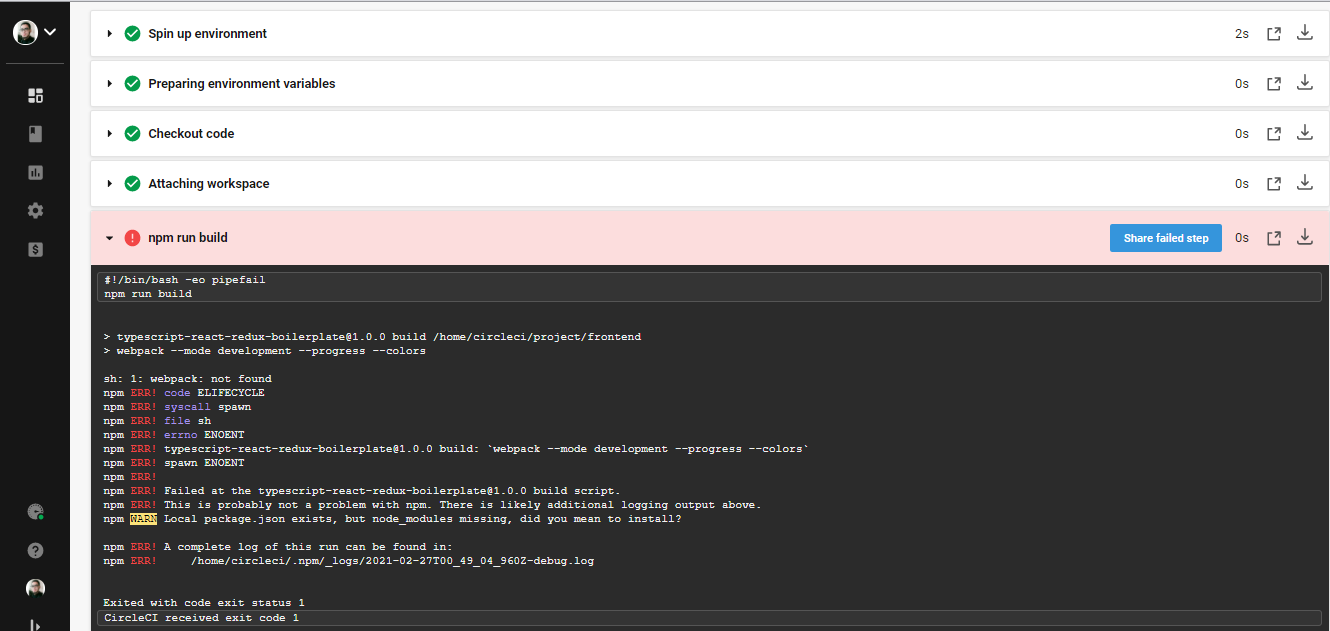 Spin up environment 2s
Preparing environment variables 0s
Checkout code 0s
Attaching workspace 0s
npm run build Share failed step 0s
#!/bin/bash -eo pipefail
npm run build
> typescript-react-redux-boilerplate@1.0.0 build /home/circleci/project/frontend
> webpack --mode development --progress --colors
sh: 1: webpack: not found
npm ERR! code ELIFECYCLE
npm ERR! syscall spawn
npm ERR! file sh
npm ERR! errno ENOENT
npm ERR! typescript-react-redux-boilerplate@1.0.0 build: `webpack --mode development --progress --colors`
npm ERR! spawn ENOENT
npm ERR!
npm ERR! Failed at the typescript-react-redux-boilerplate@1.0.0 build script.
npm ERR! This is probably not a problem with npm. There is likely additional logging output above.
npm WARN Local package.json exists, but node_modules missing, did you mean to install?
npm ERR! A complete log of this run can be found in:
npm ERR!     /home/circleci/.npm/_logs/2021-02-27T00_49_04_960Z-debug.log
Exited with code exit status 1
CircleCI received exit code 1